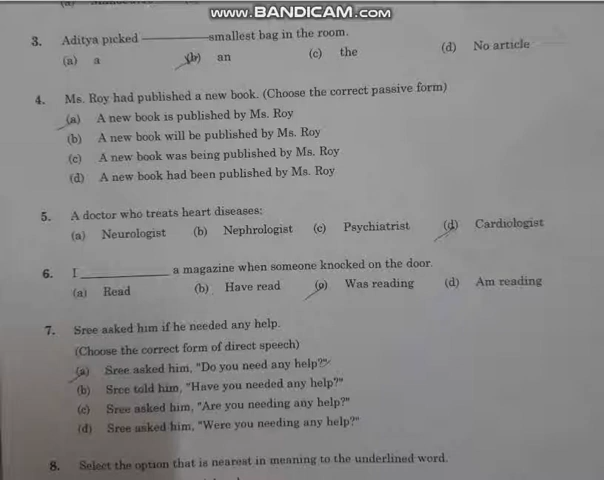 www.BANDICAM.com
3. Aditya picked ____________smallest bag in the room.
(a) a (b) an (c) the (d) No article
4. Ms. Roy had published a new book. (Choose the correct passive form)
(a) A new book is published by Ms. Roy
(b) A new book will be published by Ms. Roy
(c) A new book was being published by Ms. Roy
(d) A new book had been published by Ms. Roy
5. A doctor who treats heart diseases:
(a) Neurologist (b) Nephrologist (c) Psychiatrist (d) Cardiologist
6. I ______________ a magazine when someone knocked on the door.
(a) Read (b) Have read (c) Was reading (d) Am reading
7. Sree asked him if he needed any help.
(Choose the correct form of direct speech)
(a) Sree asked him, "Do you need any help?"
(b) Sree told him, "Have you needed any help?"
(c) Sree asked him, "Are you needing any help?"
(d) Sree asked him, "Were you needing any help?"
8. Select the option that is nearest in meaning to the underlined word.